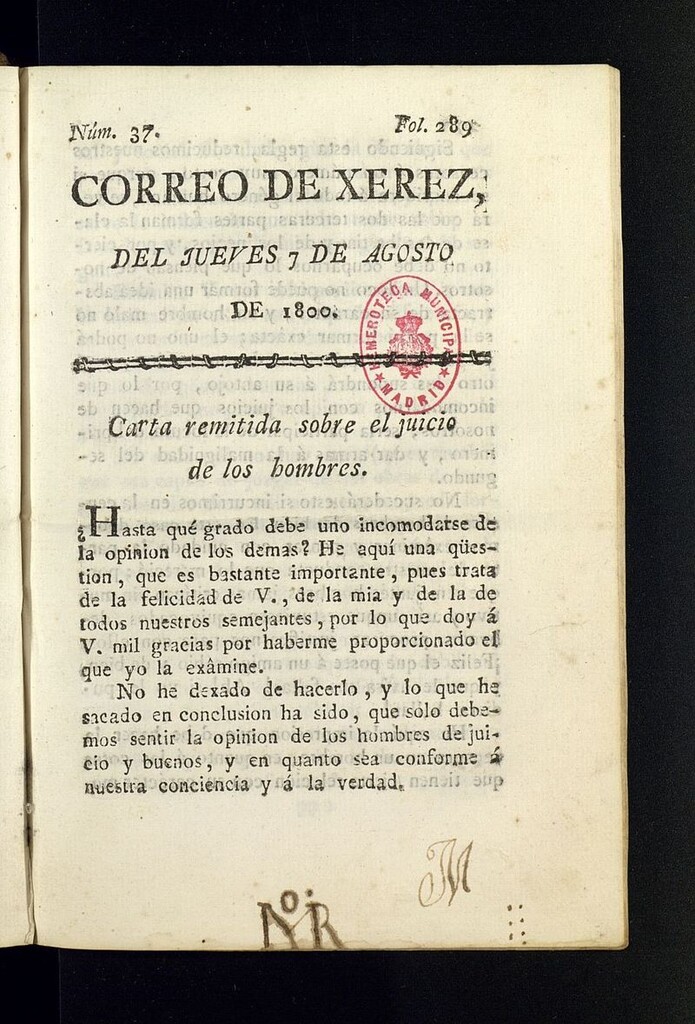 Núm. 37. Fol. 289
CORREO DE XEREZ,
DEL JUEVES 7 DE AGOSTO
DE 1800.
HEMEROTECA MUNICIPAL
★ MADRID ★
Carta remitida sobre el juicio
de los hombres.
¿Hasta qué grado debe uno incomodarse de
la opinion de los demas? He aquí una qües-
tion, que es bastante importante, pues trata
de la felicidad de V., de la mia y de la de
todos nuestros semejantes, por lo que doy á
V. mil gracias por haberme proporcionado el
que yo la exâmine.
No he dexado de hacerlo, y lo que he
sacado en conclusion ha sido, que solo debe-
mos sentir la opinion de los hombres de jui-
cio y buenos, y en quanto sea conforme á
nuestra conciencia y á la verdad.
M